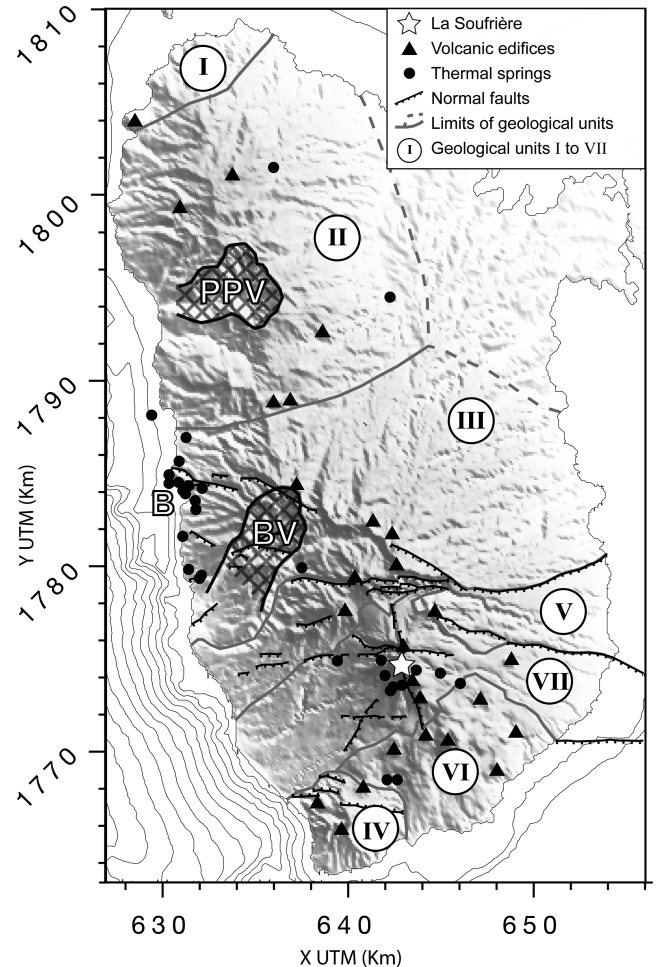 La Soufrière
Volcanic edifices
Thermal springs
Normal faults
Limits of geological units
I Geological units I to VII
1810
1800
1790
1780
1770
Y UTM (Km)
I
II
PPV
III
B
BV
V
VII
VI
IV
630
640
650
X UTM (Km)